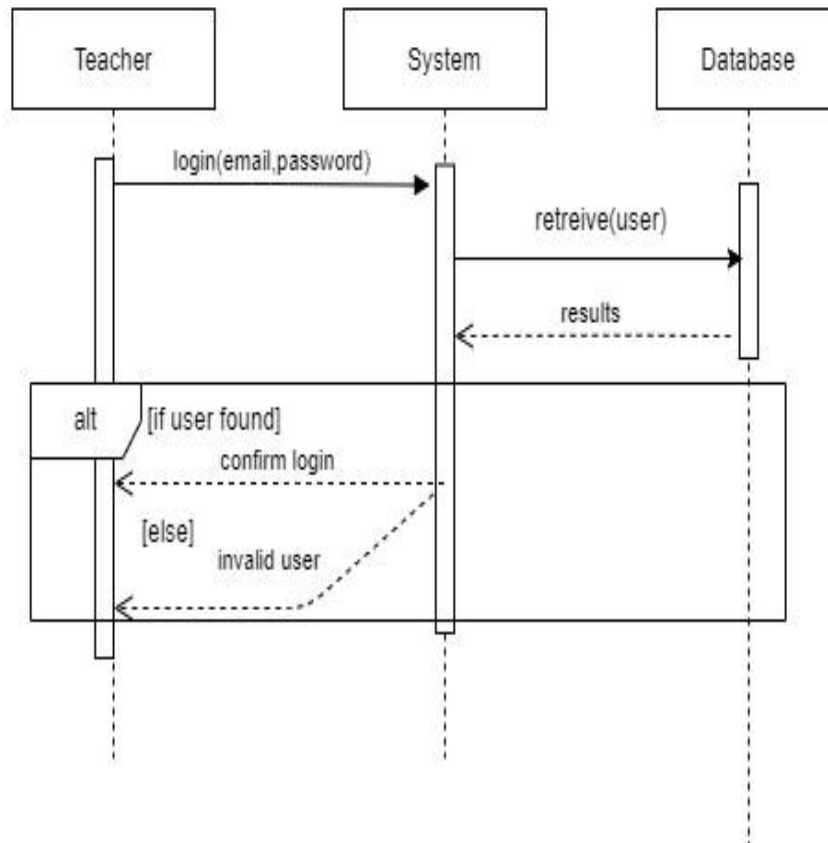 Teacher
System
Database
login(email,password)
retreive(user)
results
alt
[if user found]
confirm login
[else]
invalid user